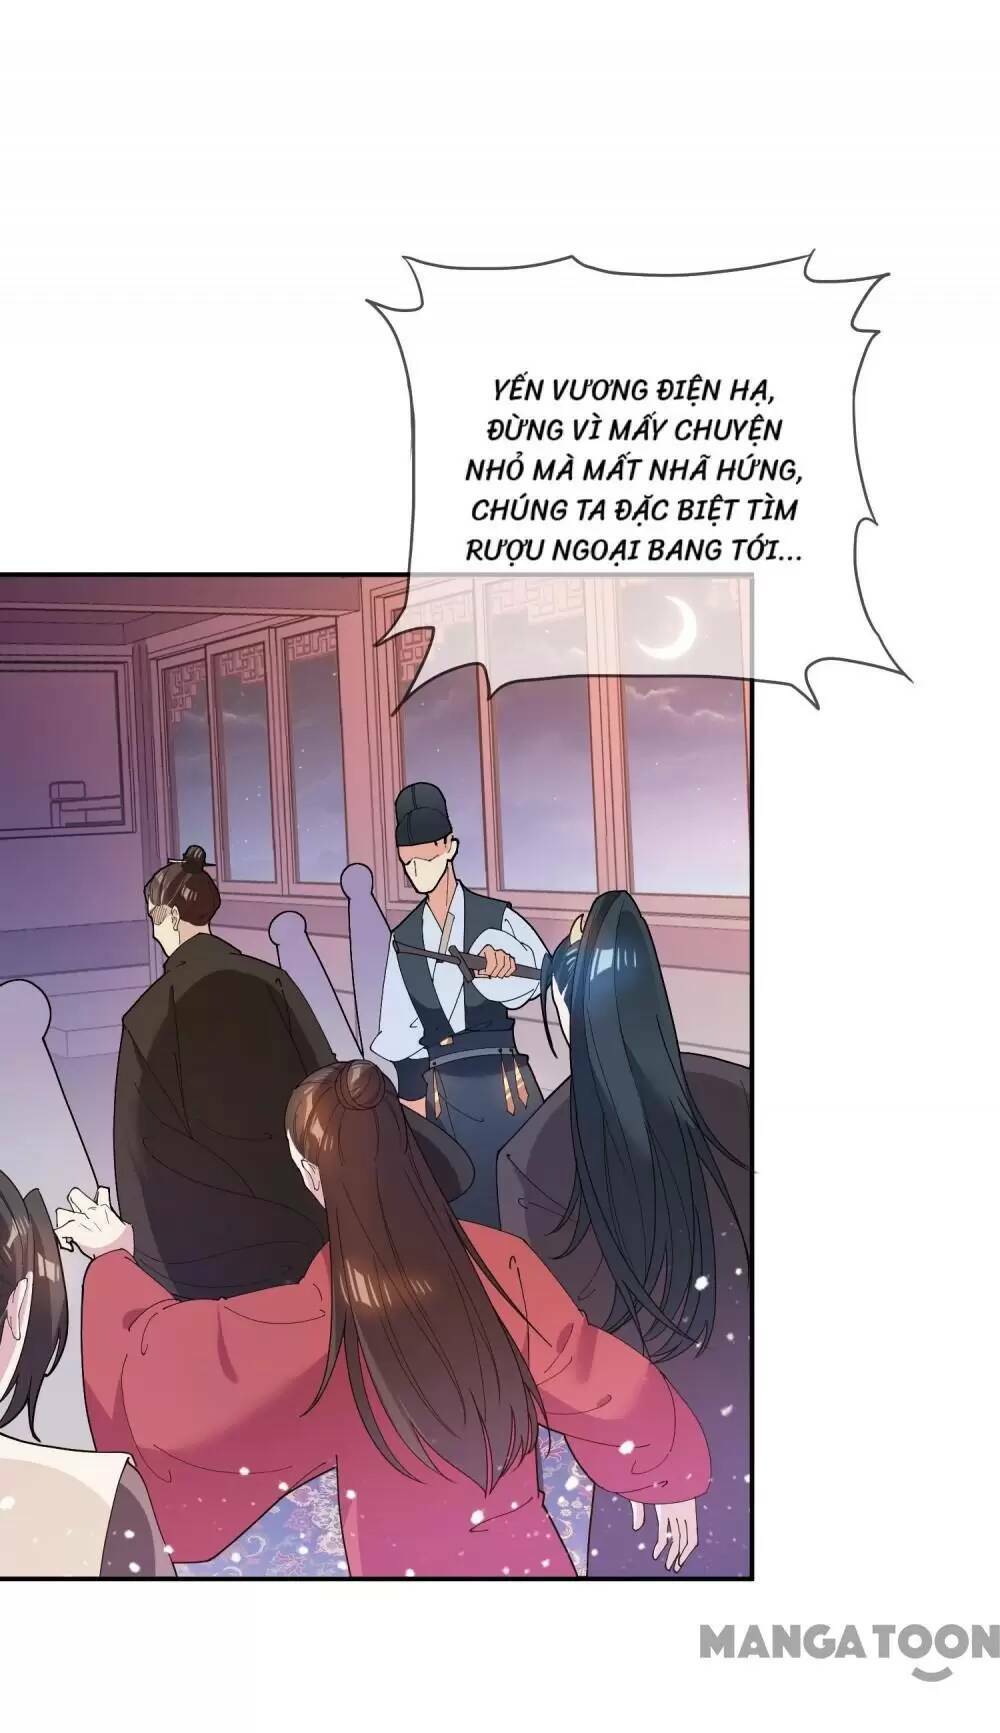 YẾN VƯƠNG ĐIỆN HẠ,
ĐỪNG VÌ MẤY CHUYỆN
NHỎ MÀ MẤT NHÃ HỨNG,
CHÚNG TA ĐẶC BIỆT TÌM
RƯỢU NGOẠI BANG TỚI...
MANGATOON